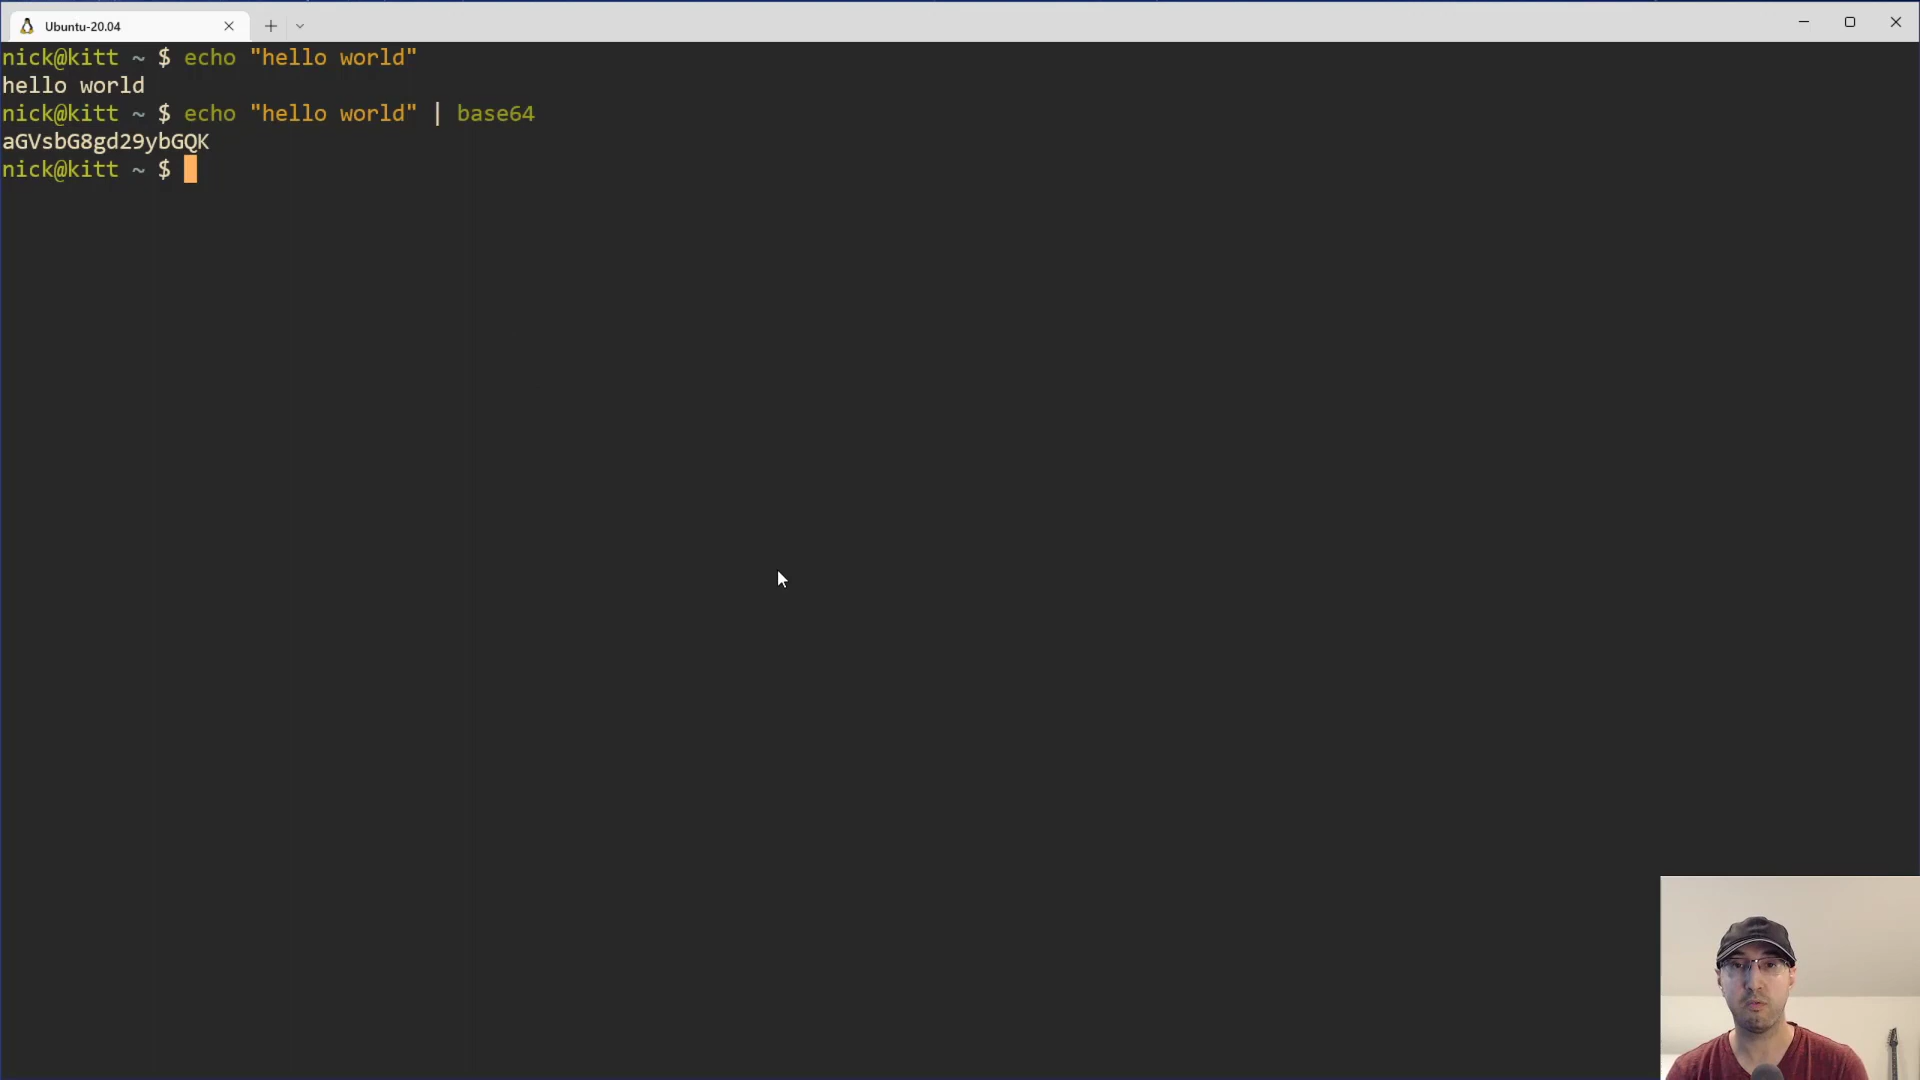 Ubuntu-20.04
nick@kitt ~ $ echo "hello world"
hello world
nick@kitt ~ $ echo "hello world" | base64
aGVsbG8gd29ybGQK
nick@kitt ~ $